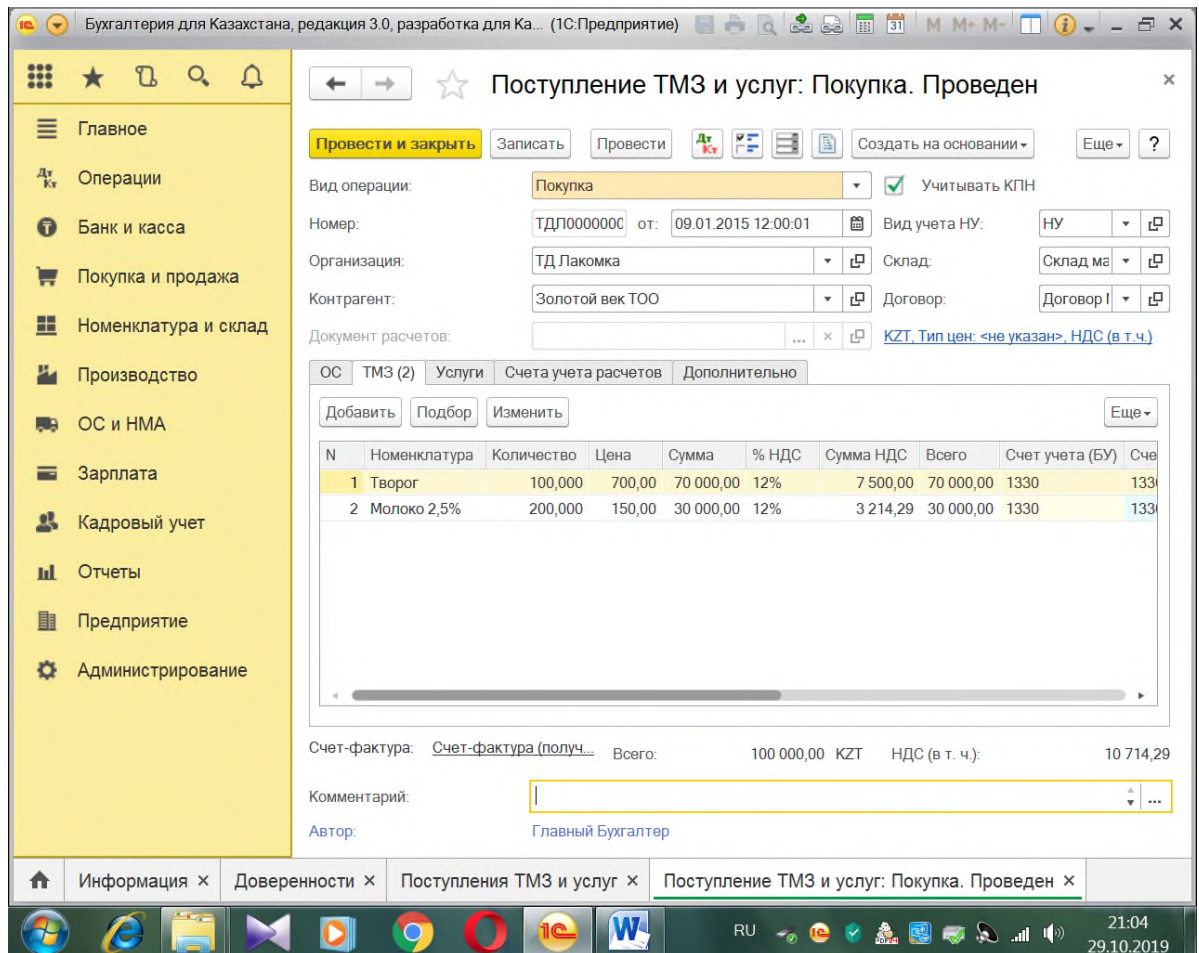 Бухгалтерия для Казахстана, редакция 3.0, разработка для Ка... (1С:Предприятие) 31 M M+ M-
Главное
Операции
Банк и касса
Покупка и продажа
Номенклатура и склад
Производство
ОС и НМА
Зарплата
Кадровый учет
Отчеты
Предприятие
Администрирование
Поступление ТМЗ и услуг: Покупка. Проведен
Провести и закрыть Записать Провести Дт Кт Создать на основании Еще ?
Вид операции: Покупка Учитывать КПН
Номер: ТДЛ0000000 от: 09.01.2015 12:00:01 Вид учета НУ: НУ
Организация: ТД Лакомка Склад: Склад ма
Контрагент: Золотой век ТОО Договор: Договор
Документ расчетов: ... KZT, Тип цен: <не указан>, НДС (в т.ч.)
ОС ТМЗ (2) Услуги Счета учета расчетов Дополнительно
Добавить Подбор Изменить Еще
N Номенклатура Количество Цена Сумма % НДС Сумма НДС Всего Счет учета (БУ) Сче
1 Творог 100,000 700,00 70 000,00 12% 7 500,00 70 000,00 1330 1330
2 Молоко 2,5% 200,000 150,00 30 000,00 12% 3 214,29 30 000,00 1330 1330
Счет-фактура: Счет-фактура (получ... Всего: 100 000,00 KZT НДС (в т. ч.): 10 714,29
Комментарий: ...
Автор: Главный Бухгалтер
Информация × Доверенности × Поступления ТМЗ и услуг × Поступление ТМЗ и услуг: Покупка. Проведен ×
RU 21:04
29.10.2019